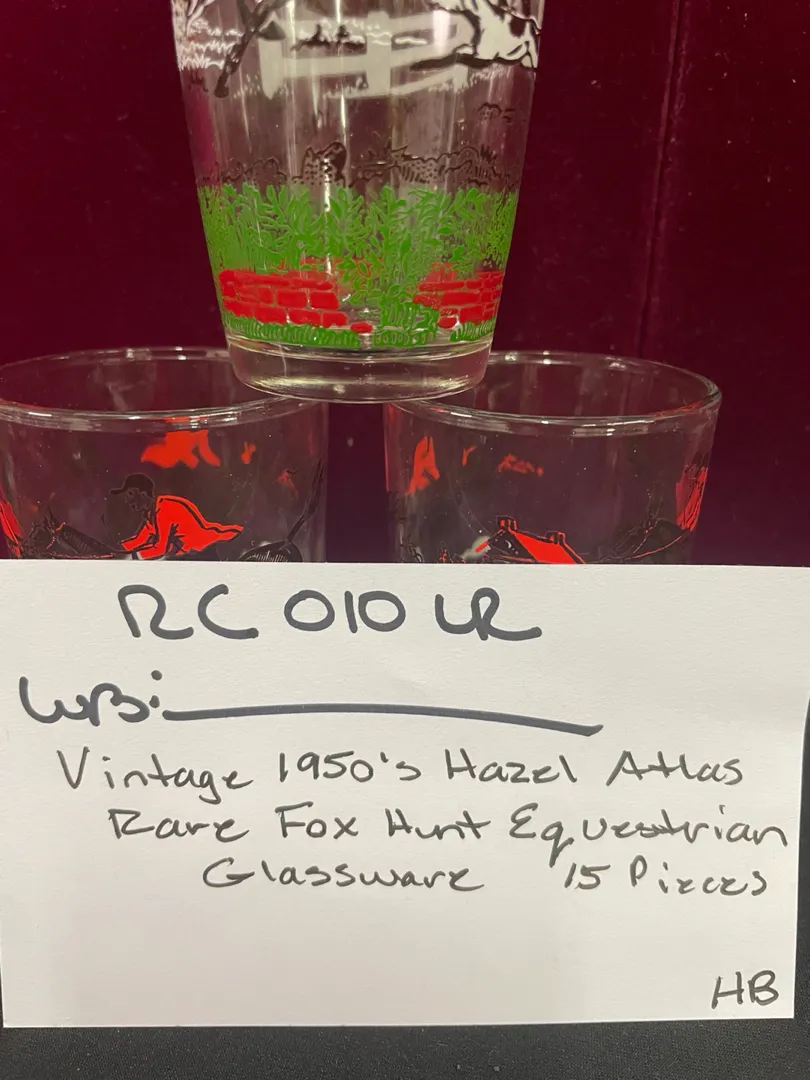 RC 010 LR
WB:
Vintage 1950's Hazel Atlas
Rare Fox Hunt Equestrian
Glassware 15 Pieces
HB